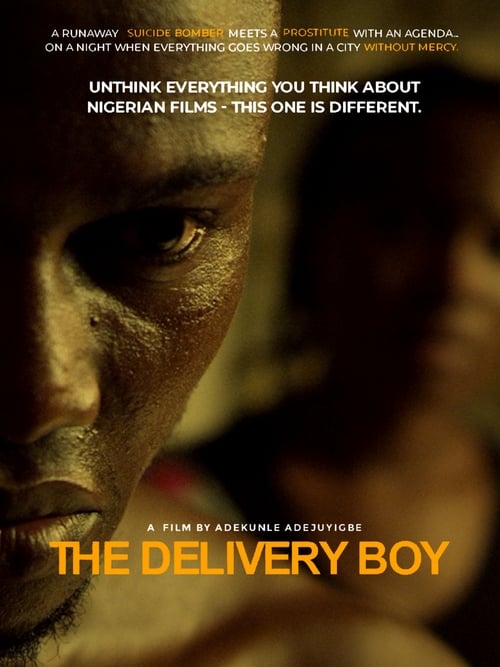 A RUNAWAY SUICIDE BOMBER MEETS A PROSTITUTE WITH AN AGENDA...
ON A NIGHT WHEN EVERYTHING GOES WRONG IN A CITY WITHOUT MERCY.
UNTHINK EVERYTHING YOU THINK ABOUT
NIGERIAN FILMS - THIS ONE IS DIFFERENT.
A FILM BY ADEKUNLE ADEJUYIGBE
THE DELIVERY BOY